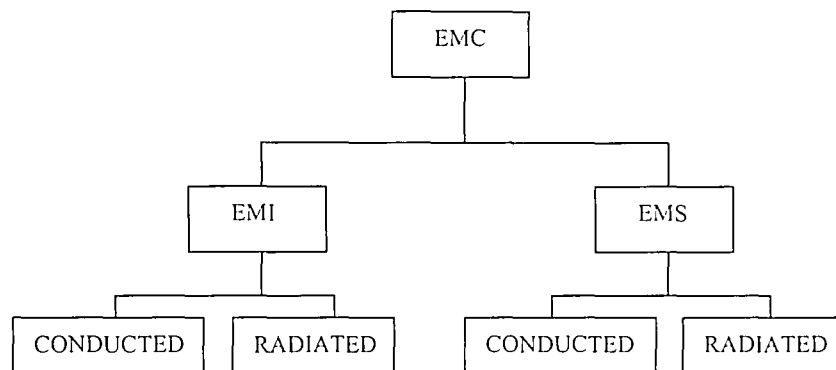 EMC
EMI
EMS
CONDUCTED
RADIATED
CONDUCTED
RADIATED